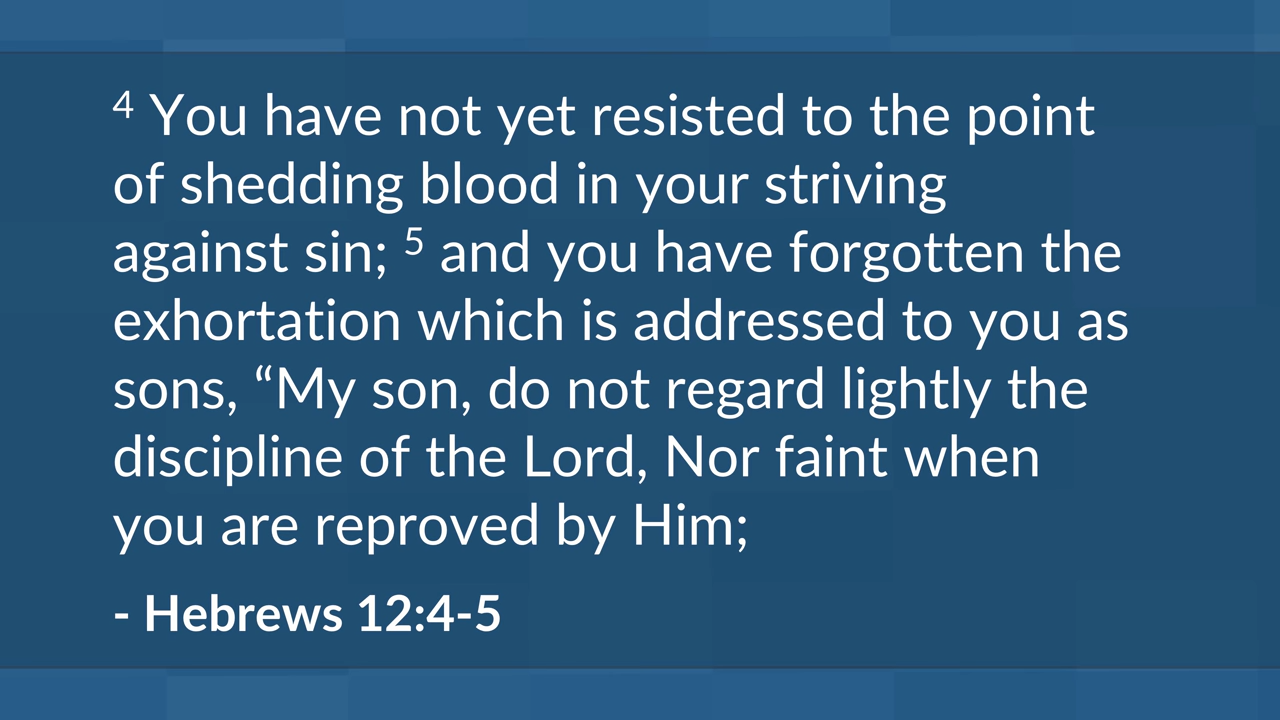 4 You have not yet resisted to the point
of shedding blood in your striving
against sin; 5 and you have forgotten the
exhortation which is addressed to you as
sons, “My son, do not regard lightly the
discipline of the Lord, Nor faint when
you are reproved by Him;
- Hebrews 12:4-5